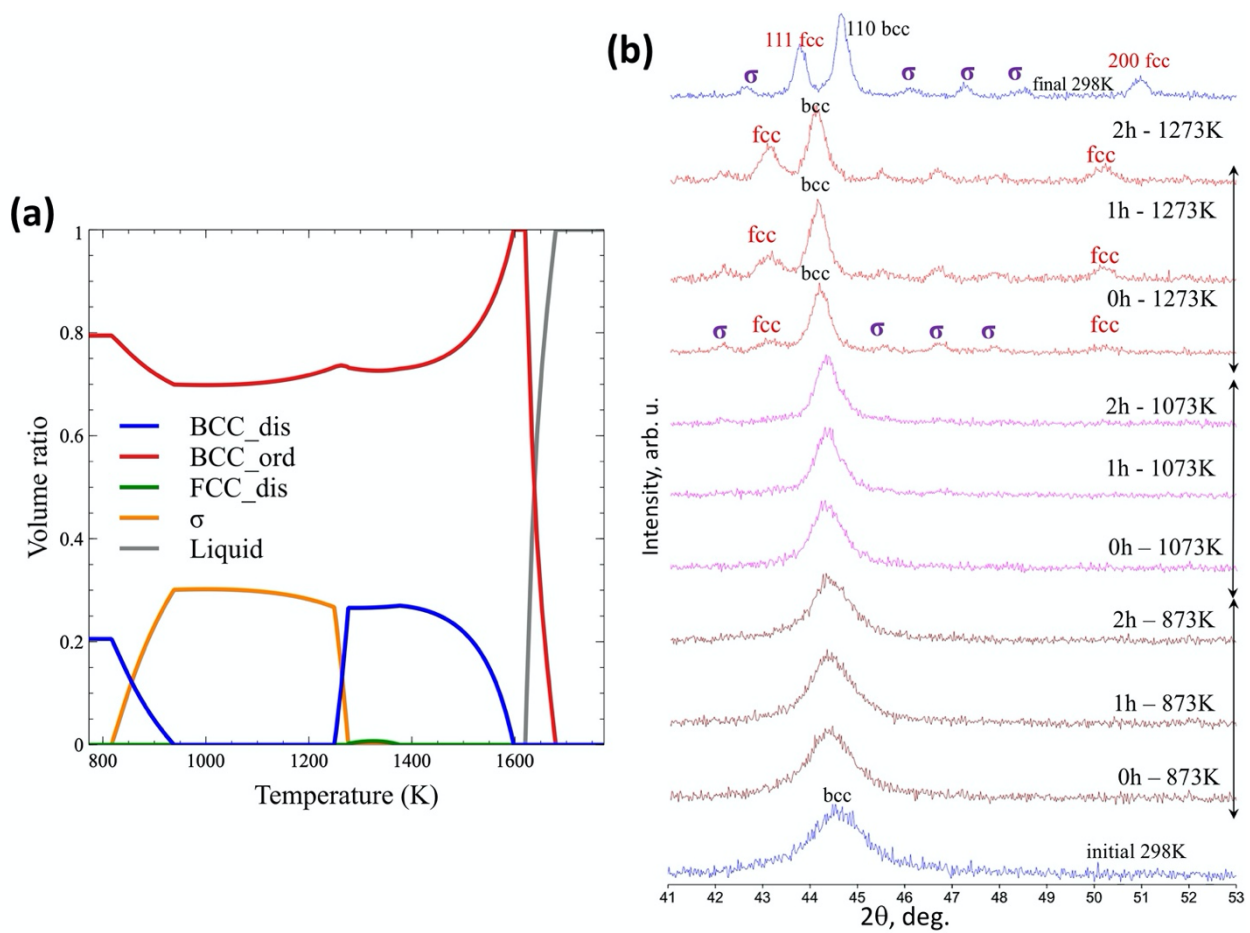 (a)
1
0.8
0.6
0.4
0.2
0
Volume ratio
BCC_dis
BCC_ord
FCC_dis
σ
Liquid
800 1000 1200 1400 1600
Temperature (K)
(b)
111 fcc
110 bcc
σ σ σ σ
200 fcc
final 298K
bcc
fcc
fcc
2h - 1273K
bcc
fcc
fcc
1h - 1273K
bcc
σ fcc σ σ σ fcc
0h - 1273K
2h - 1073K
1h - 1073K
0h – 1073K
2h – 873K
1h – 873K
0h – 873K
bcc
initial 298K
Intensity, arb. u.
41 42 43 44 45 46 47 48 49 50 51 52 53
2θ, deg.